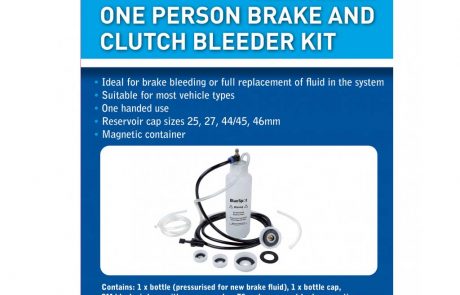 ONE PERSON BRAKE AND
CLUTCH BLEEDER KIT
• Ideal for brake bleeding or full replacement of fluid in the system
• Suitable for most vehicle types
• One handed use
• Reservoir cap sizes 25, 27, 44/45, 46mm
• Magnetic container
BlueSpot
Contains: 1 x bottle (pressurised for new brake fluid), 1 x bottle cap,